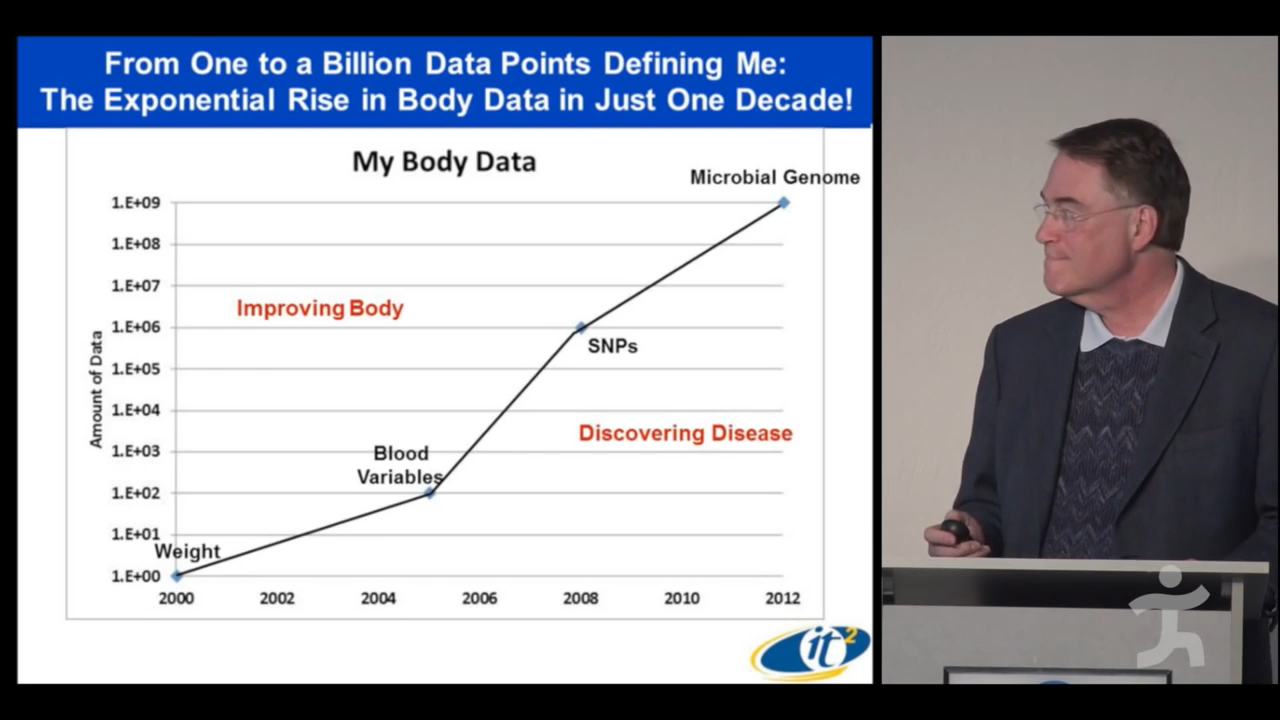 From One to a Billion Data Points Defining Me:
The Exponential Rise in Body Data in Just One Decade!
My Body Data
Microbial Genome
1.E+09
1.E+08
1.E+07
Improving Body
1.E+06
SNPs
1.E+05
Amount of Data
1.E+04
Discovering Disease
1.E+03
Blood
Variables
1.E+02
1.E+01
Weight
1.E+00
2000 2002 2004 2006 2008 2010 2012
it2